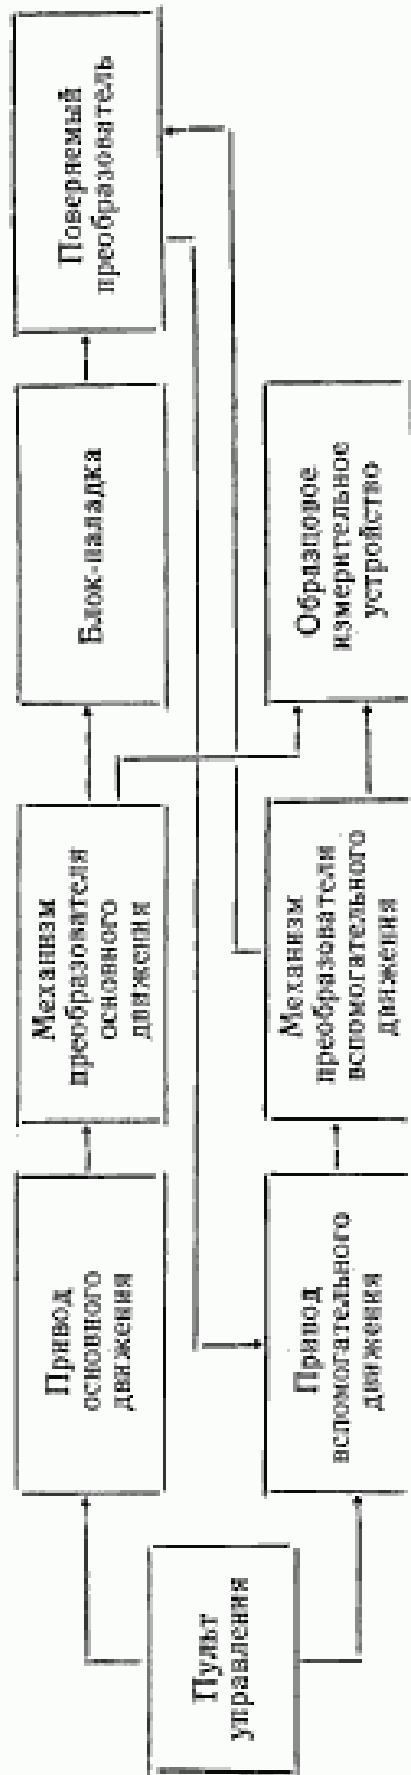 Пульт
управления
Привод
основного
движения
Механизм
преобразователя
основного
движения
Блок-наладка
Поверяемый
преобразователь
Привод
вспомогательного
движения
Механизм
преобразователя
вспомогательного
движения
Образцовое
измерительное
устройство